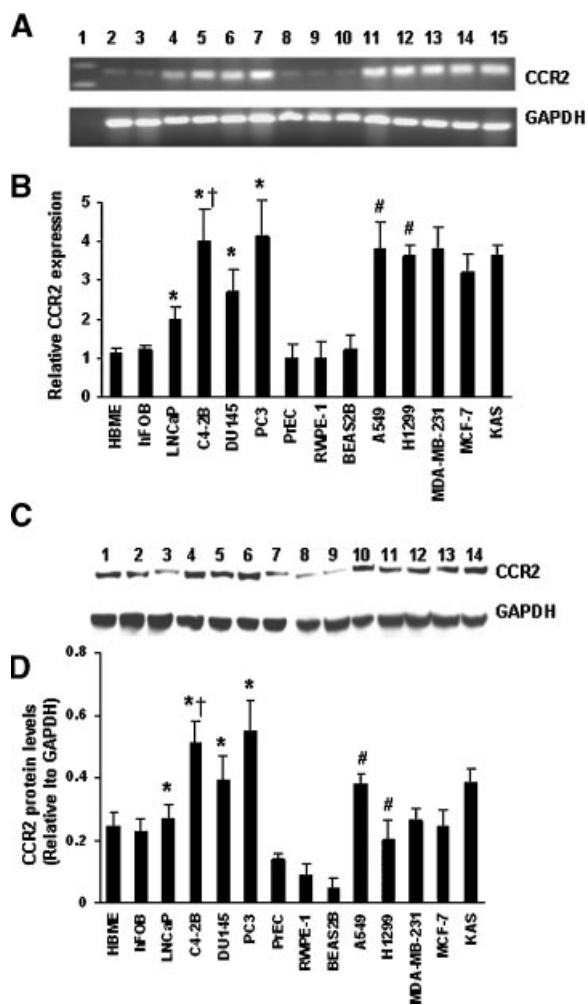 A
1 2 3 4 5 6 7 8 9 10 11 12 13 14 15
CCR2
GAPDH
B
Relative CCR2 expression
5
4
3
2
1
0
*
*†
*
*
#
#
HBME
hFOB
LNCaP
C4-2B
DU145
PC3
PrEC
RWPE-1
BEAS2B
A549
H1299
MDA-MB-231
MCF-7
KAS
C
1 2 3 4 5 6 7 8 9 10 11 12 13 14
CCR2
GAPDH
D
CCR2 protein levels
(Relative lto GAPDH)
0.8
0.6
0.4
0.2
0
*
*†
*
*
#
#
HBME
hFOB
LNCaP
C4-2B
DU145
PC3
PrEC
RWPE-1
BEAS2B
A549
H1299
MDA-MB-231
MCF-7
KAS